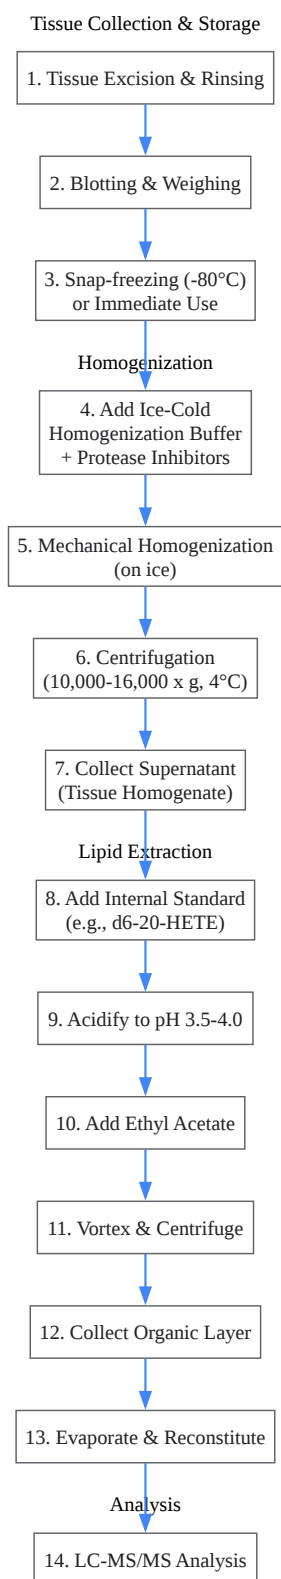 Tissue Collection & Storage
1. Tissue Excision & Rinsing
2. Blotting & Weighing
3. Snap-freezing (-80°C)
or Immediate Use
Homogenization
4. Add Ice-Cold
Homogenization Buffer
+ Protease Inhibitors
5. Mechanical Homogenization
(on ice)
6. Centrifugation
(10,000-16,000 x g, 4°C)
7. Collect Supernatant
(Tissue Homogenate)
Lipid Extraction
8. Add Internal Standard
(e.g., d6-20-HETE)
9. Acidify to pH 3.5-4.0
10. Add Ethyl Acetate
11. Vortex & Centrifuge
12. Collect Organic Layer
13. Evaporate & Reconstitute
Analysis
14. LC-MS/MS Analysis